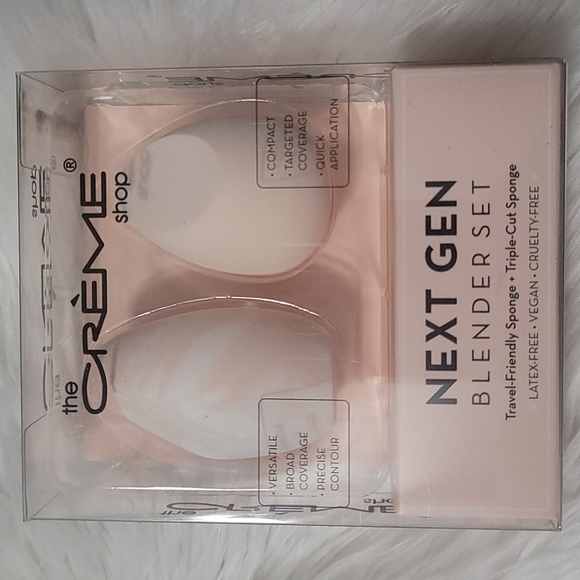 the
CRÈME®
shop
• VERSATILE
• BROAD
COVERAGE
• PRECISE
CONTOUR
• COMPACT
• TARGETED
COVERAGE
• QUICK
APPLICATION
NEXT GEN
BLENDER SET
Travel-Friendly Sponge • Triple-Cut Sponge
LATEX-FREE • VEGAN • CRUELTY-FREE